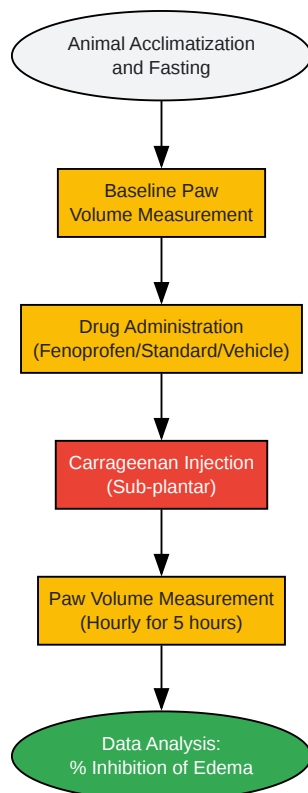 Animal Acclimatization
and Fasting
Baseline Paw
Volume Measurement
Drug Administration
(Fenoprofen/Standard/Vehicle)
Carrageenan Injection
(Sub-plantar)
Paw Volume Measurement
(Hourly for 5 hours)
Data Analysis:
% Inhibition of Edema